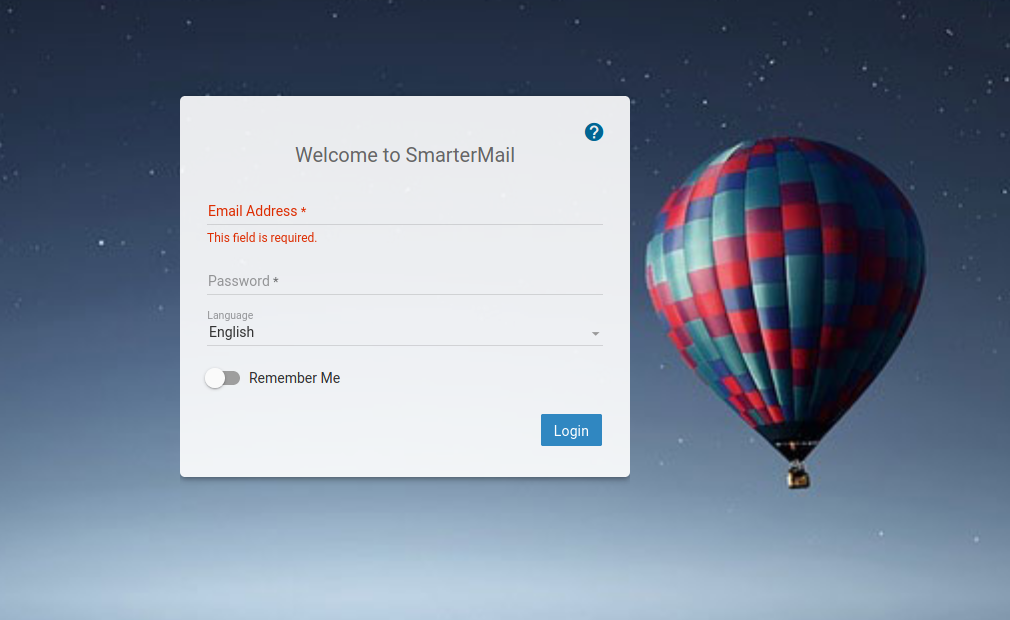 ?
Welcome to SmarterMail
Email Address *
This field is required.
Password *
Language
English
Remember Me
Login